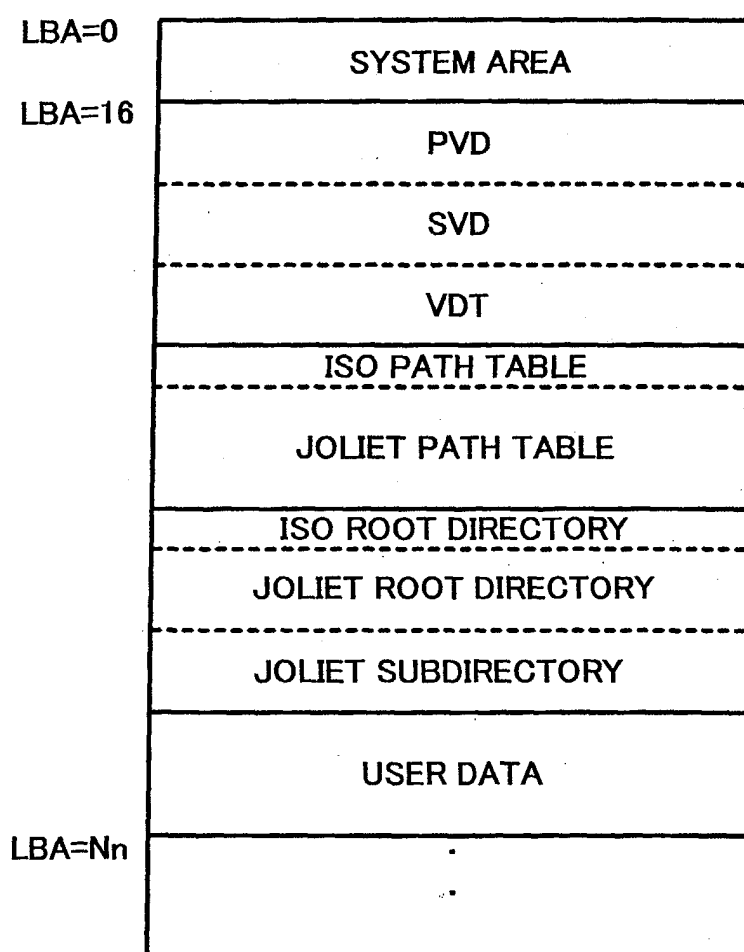 LBA=0
SYSTEM AREA
LBA=16
PVD
SVD
VDT
ISO PATH TABLE
JOLIET PATH TABLE
ISO ROOT DIRECTORY
JOLIET ROOT DIRECTORY
JOLIET SUBDIRECTORY
USER DATA
LBA=Nn